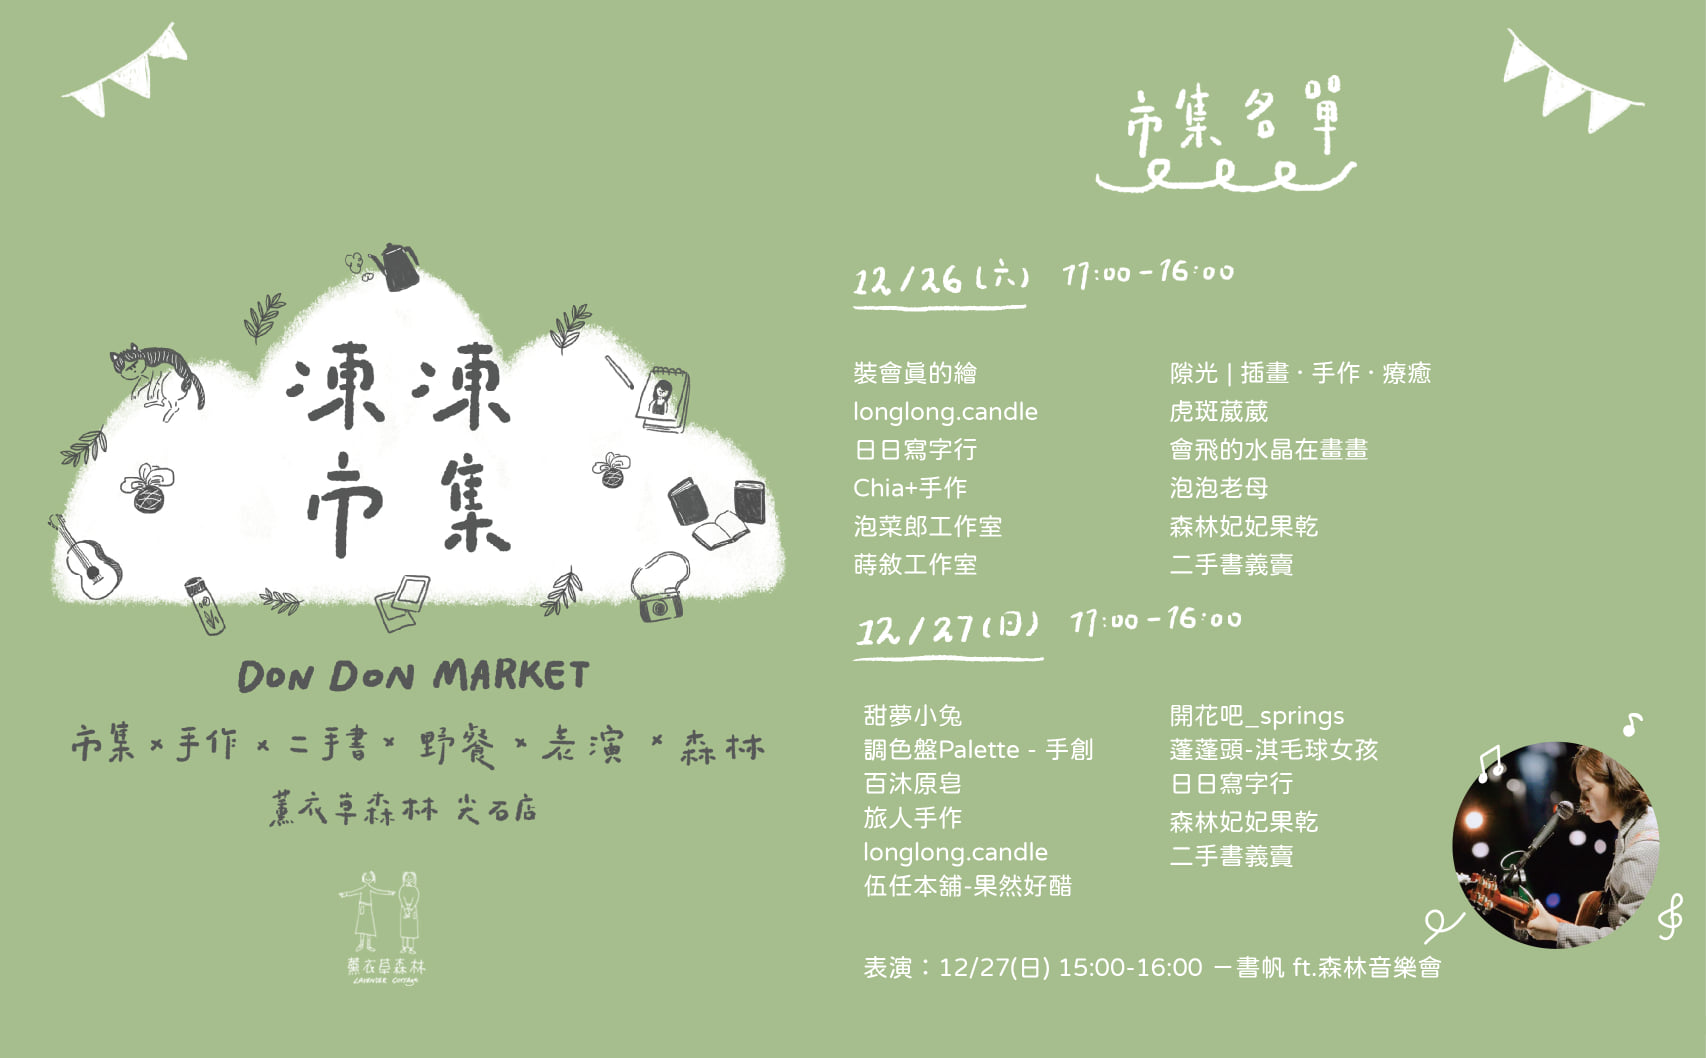 凍凍
市集
DON DON MARKET
市集×手作×二手書×野餐×表演×森林
薰衣草森林 尖石店
薰衣草森林
LAVENDER COTTAGE
市集名單
12/26(六) 11:00-16:00
裝會真的繪
longlong.candle
日日寫字行
Chia+手作
泡菜郎工作室
蒔敘工作室
隙光 | 插畫·手作·療癒
虎斑葳葳
會飛的水晶在畫畫
泡泡老母
森林妃妃果乾
二手書義賣
12/27(日) 11:00-16:00
甜夢小兔
調色盤Palette - 手創
百沐原皂
旅人手作
longlong.candle
伍任本舖-果然好醋
開花吧_springs
蓬蓬頭-淇毛球女孩
日日寫字行
森林妃妃果乾
二手書義賣
表演：12/27(日) 15:00-16:00 －書帆 ft.森林音樂會